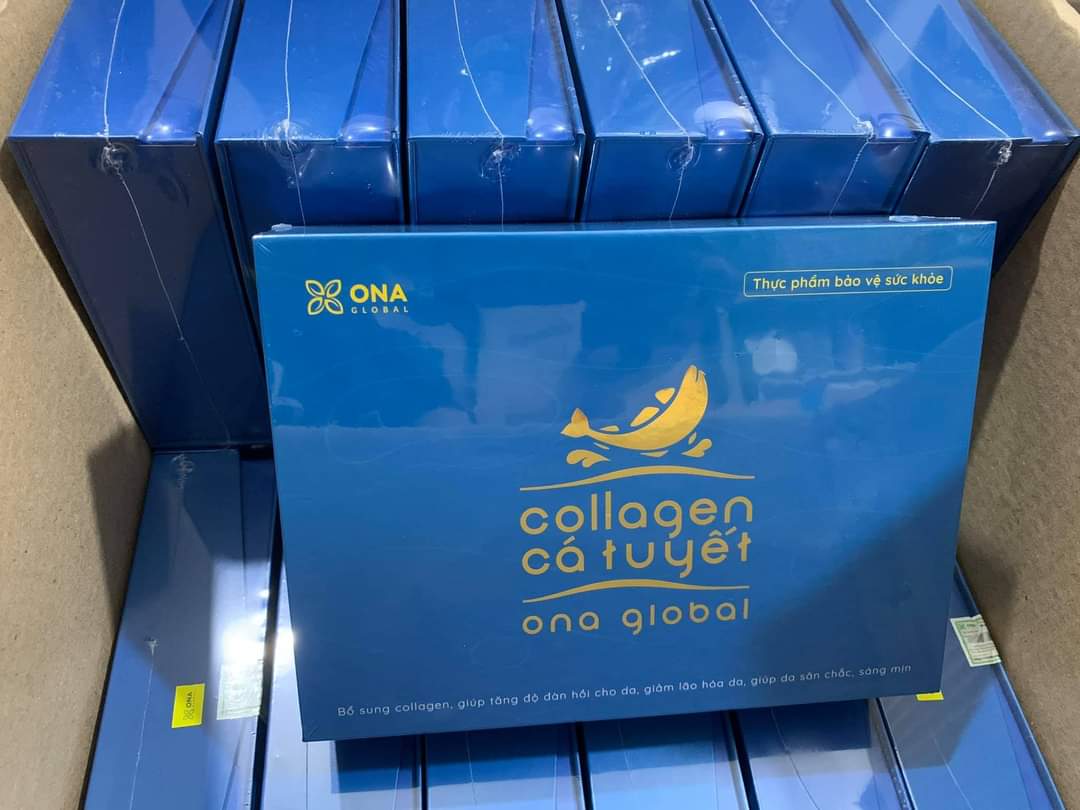 ONA
GLOBAL
Thực phẩm bảo vệ sức khỏe
collagen
cá tuyết
ona global
Bổ sung collagen, giúp tăng độ đàn hồi cho da, giảm lão hóa da, giúp da săn chắc, sáng mịn
ONA